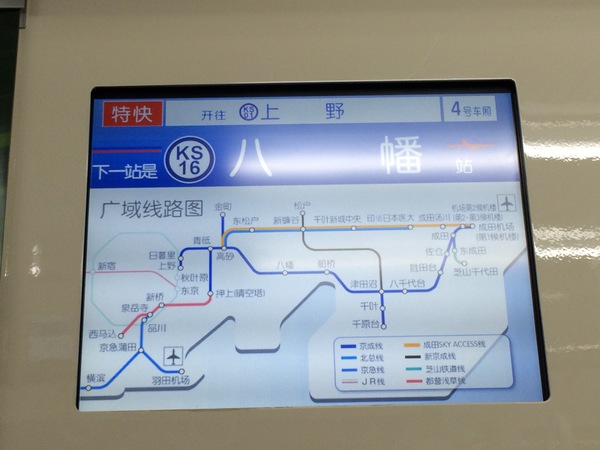 特快 开往 KS 01 上野 4号车厢
下一站是 KS 16 八幡 站
广域线路图
金町
松户
机场第2候机楼
东松户
新镰谷
千叶新城中央
印西日本医大
成田汤川
(第2·第3候机楼)
成田机场
(第1候机楼)
青砥
高砂
成田
日暮里
上野
佐仓
东成田
新宿
秋叶原
东京
八幡
船桥
胜田台
芝山千代田
新桥
押上(晴空塔)
津田沼
八千代台
泉岳寺
千叶
西马込
品川
千原台
京急蒲田
横滨
羽田机场
京成线
成田SKY ACCESS线
北总线
新京成线
京急线
芝山铁道线
JR线
都营浅草线